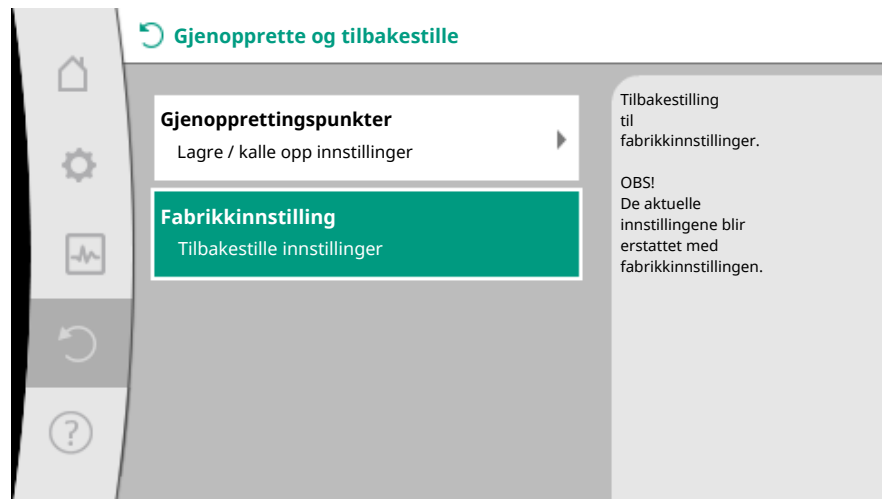 Gjenopprette og tilbakestille
Gjenopprettingspunkter
Lagre / kalle opp innstillinger
Fabrikkinnstilling
Tilbakestille innstillinger
Tilbakestilling
til
fabrikkinnstillinger.
OBS!
De aktuelle
innstillingene blir
erstattet med
fabrikkinnstillingen.
?